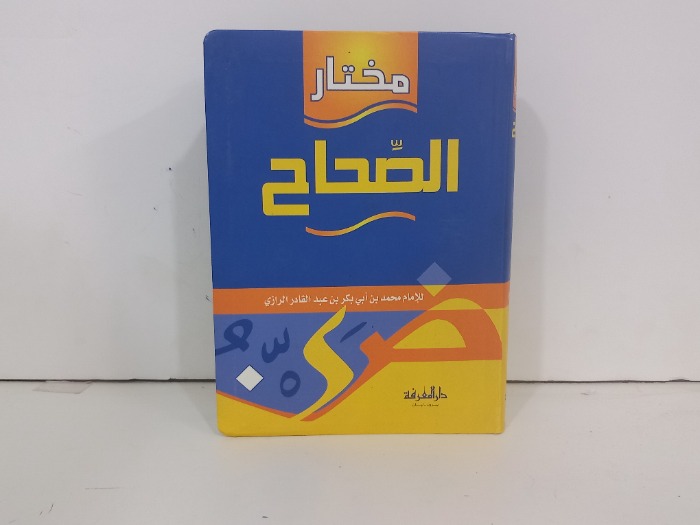 مختار
الصِّحاح
للإمام محمد بن أبي بكر بن عبد القادر الرازي
ض
دار المعرفة